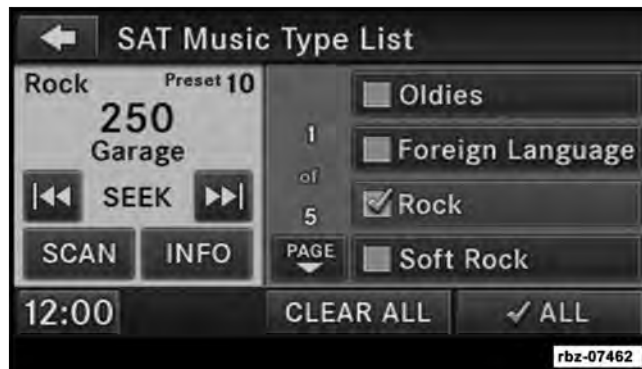 SAT Music Type List
Rock Preset 10
250
Garage
SEEK
SCAN INFO
1
of
5
PAGE
Oldies
Foreign Language
Rock
Soft Rock
12:00
CLEAR ALL
ALL
rbz-07462